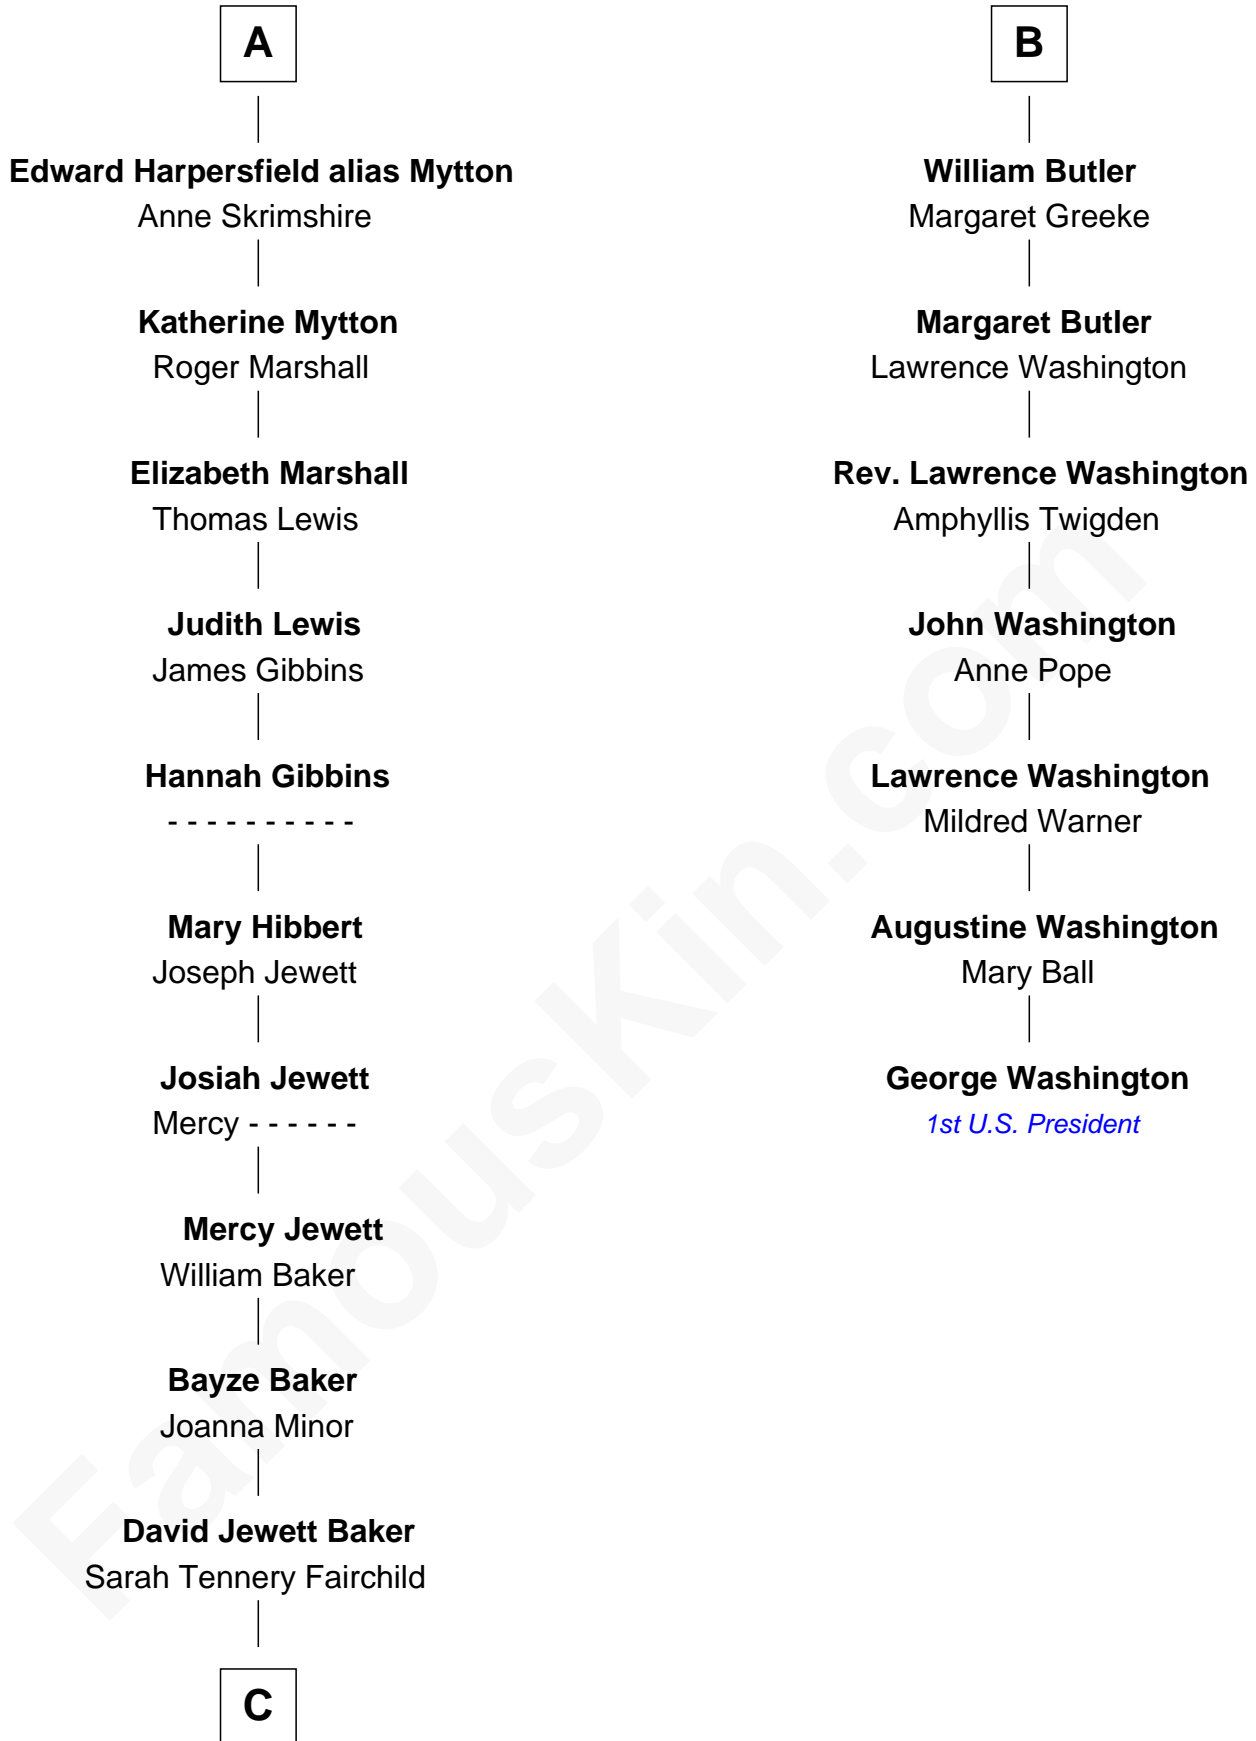 A
Edward Harpersfield alias Mytton
Anne Skrimshire
Katherine Mytton
Roger Marshall
Elizabeth Marshall
Thomas Lewis
Judith Lewis
James Gibbins
Hannah Gibbins
- - - - - - - - - -
Mary Hibbert
Joseph Jewett
Josiah Jewett
Mercy - - - - - -
Mercy Jewett
William Baker
Bayze Baker
Joanna Minor
David Jewett Baker
Sarah Tennery Fairchild
C
B
William Butler
Margaret Greeke
Margaret Butler
Lawrence Washington
Rev. Lawrence Washington
Amphyllis Twigden
John Washington
Anne Pope
Lawrence Washington
Mildred Warner
Augustine Washington
Mary Ball
George Washington
1st U.S. President
FamousKin.com